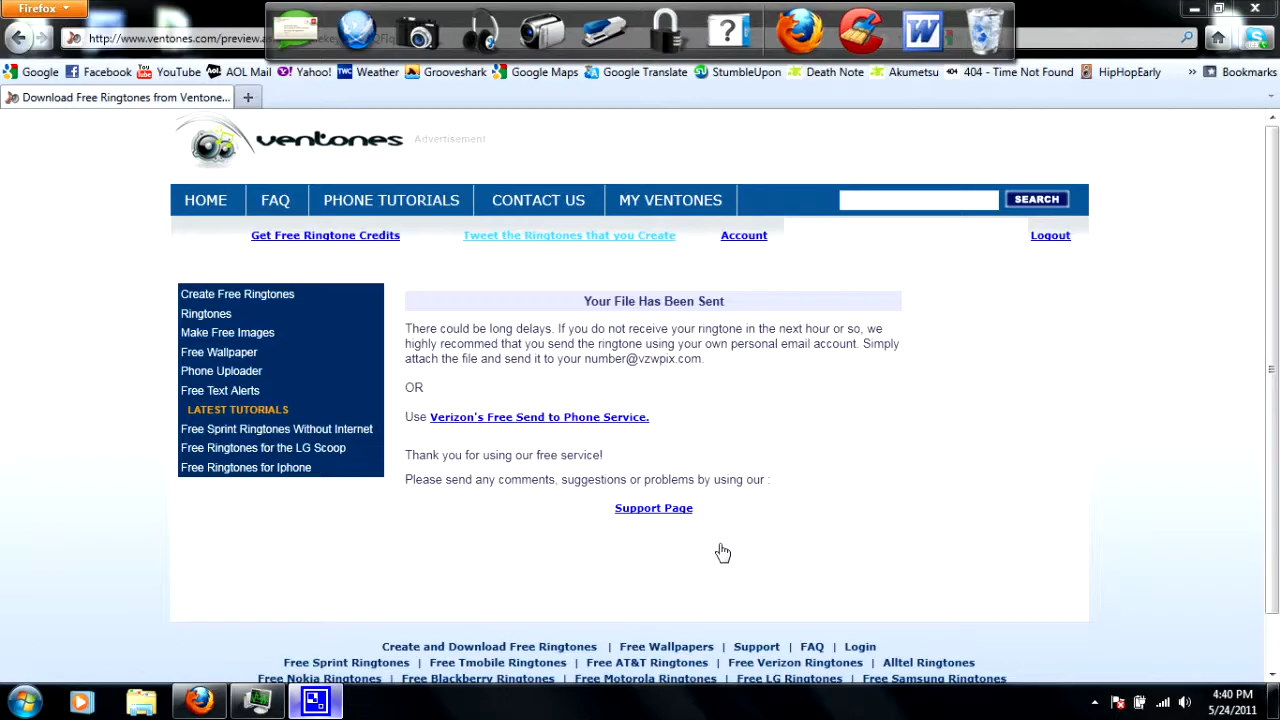 Firefox
http://www.ventones.com/preview.as
Google Facebook YouTube AOL Mail Yahoo! Weather Grooveshark Google Maps Google Translate StumbleUpon Death Note Akumetsu 404 - Time Not Found HipHopEarly » Bookmarks
Download Free Ringtones from Ventone...
ventones Advertisement
HOME FAQ PHONE TUTORIALS CONTACT US MY VENTONES SEARCH
Get Free Ringtone Credits Tweet the Ringtones that you Create Account Logout
Create Free Ringtones
Ringtones
Make Free Images
Free Wallpaper
Phone Uploader
Free Text Alerts
LATEST TUTORIALS
Free Sprint Ringtones Without Internet
Free Ringtones for the LG Scoop
Free Ringtones for Iphone
Your File Has Been Sent
There could be long delays. If you do not receive your ringtone in the next hour or so, we
highly recommed that you send the ringtone using your own personal email account. Simply
attach the file and send it to your number@vzwpix.com.
OR
Use Verizon's Free Send to Phone Service.
Thank you for using our free service!
Please send any comments, suggestions or problems by using our :
Support Page
Create and Download Free Ringtones | Free Wallpapers | Support | FAQ | Login
Free Sprint Ringtones | Free Tmobile Ringtones | Free AT&T Ringtones | Free Verizon Ringtones | Alltel Ringtones
Free Nokia Ringtones | Free Blackberry Ringtones | Free Motorola Ringtones | Free LG Ringtones | Free Samsung Ringtones
4:40 PM
5/24/2011